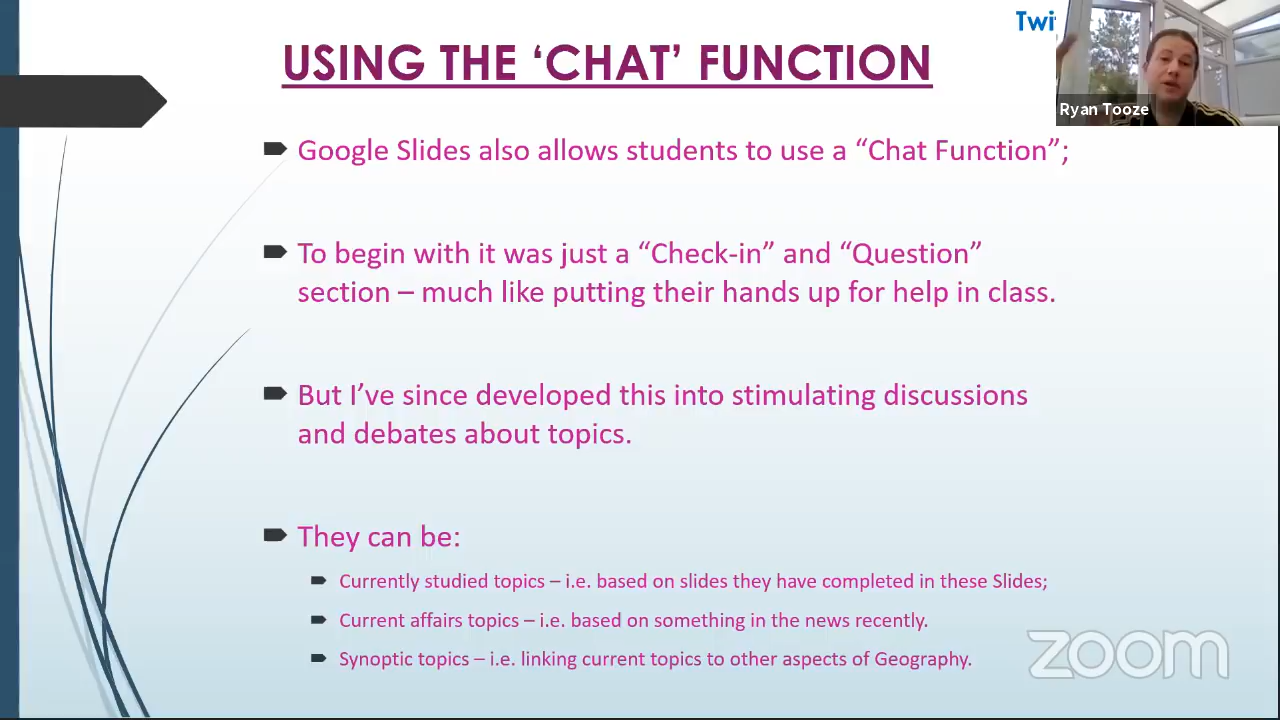 Twi
USING THE ‘CHAT’ FUNCTION
Ryan Tooze
Google Slides also allows students to use a “Chat Function”;
To begin with it was just a “Check-in” and “Question”
section – much like putting their hands up for help in class.
But I’ve since developed this into stimulating discussions
and debates about topics.
They can be:
Currently studied topics – i.e. based on slides they have completed in these Slides;
Current affairs topics – i.e. based on something in the news recently.
Synoptic topics – i.e. linking current topics to other aspects of Geography.
zoom